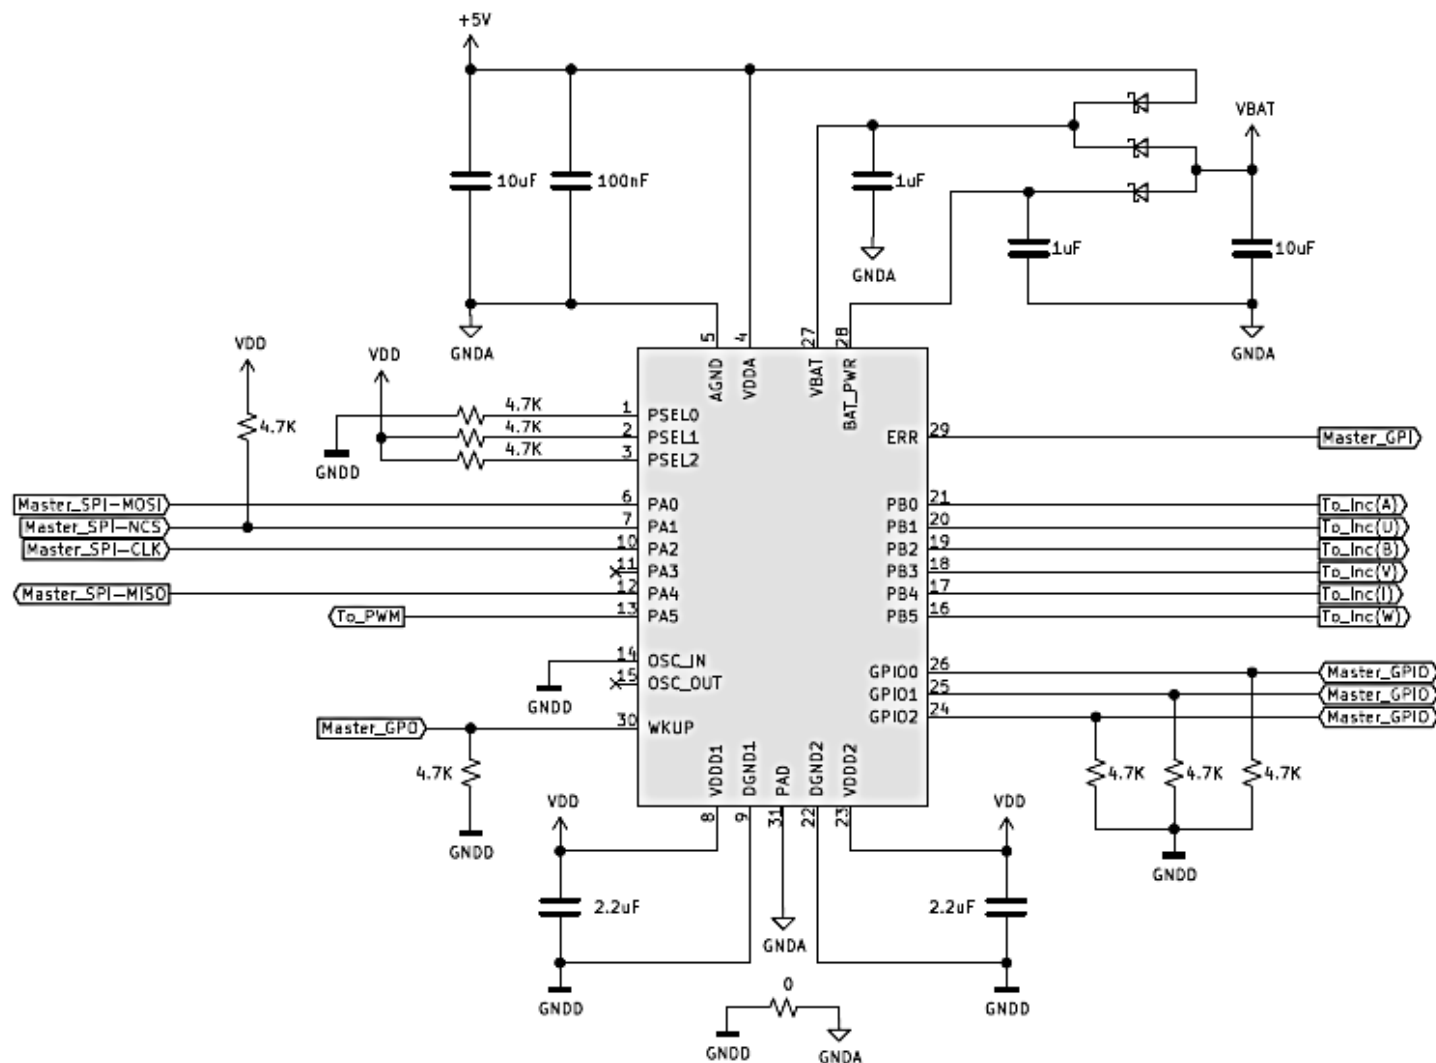 +5V
VBAT
10uF
100nF
1uF
1uF
10uF
GNDA
GNDA
GNDA
VDD
VDD
4.7K
4.7K
4.7K
4.7K
GNDD
5
4
27
28
AGND
VDDA
VBAT
BAT_PWR
1
PSEL0
2
PSEL1
3
PSEL2
ERR
29
Master_GPI
Master_SPI-MOSI
6
PA0
PB0
21
To_Inc(A)
Master_SPI-NCS
7
PA1
PB1
20
To_Inc(U)
Master_SPI-CLK
10
PA2
PB2
19
To_Inc(B)
11
PA3
PB3
18
To_Inc(V)
Master_SPI-MISO
12
PA4
PB4
17
To_Inc(I)
To_PWM
13
PA5
PB5
16
To_Inc(W)
14
OSC_IN
GPIO0
26
Master_GPIO
15
OSC_OUT
GPIO1
25
Master_GPIO
GNDD
GPIO2
24
Master_GPIO
Master_GPO
30
WKUP
4.7K
4.7K
4.7K
4.7K
VDDD1
DGND1
PAD
DGND2
VDDD2
8
9
31
22
23
VDD
VDD
GNDD
GNDD
2.2uF
2.2uF
GNDA
GNDD
GNDD
0
GNDD
GNDA